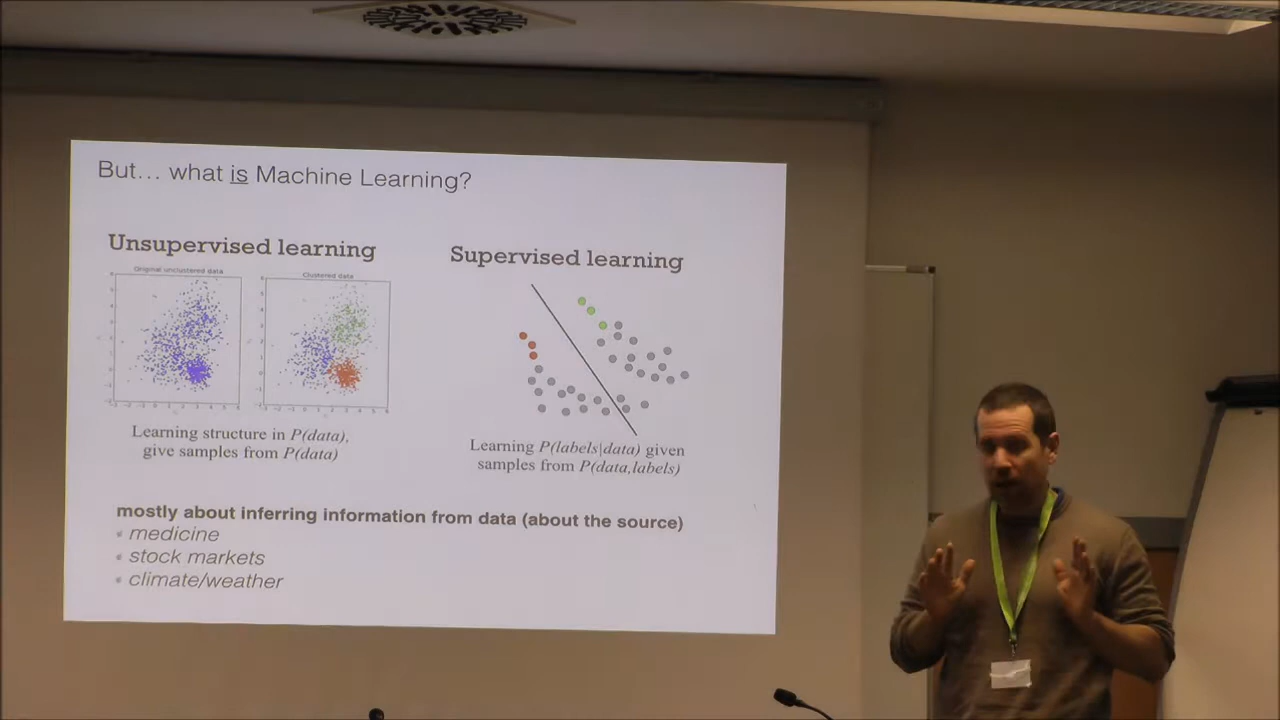 But... what is Machine Learning?
Unsupervised learning
Supervised learning
Original unclustered data
Clustered data
Learning structure in P(data),
give samples from P(data)
Learning P(labels|data) given
samples from P(data,labels)
mostly about inferring information from data (about the source)
medicine
stock markets
climate/weather